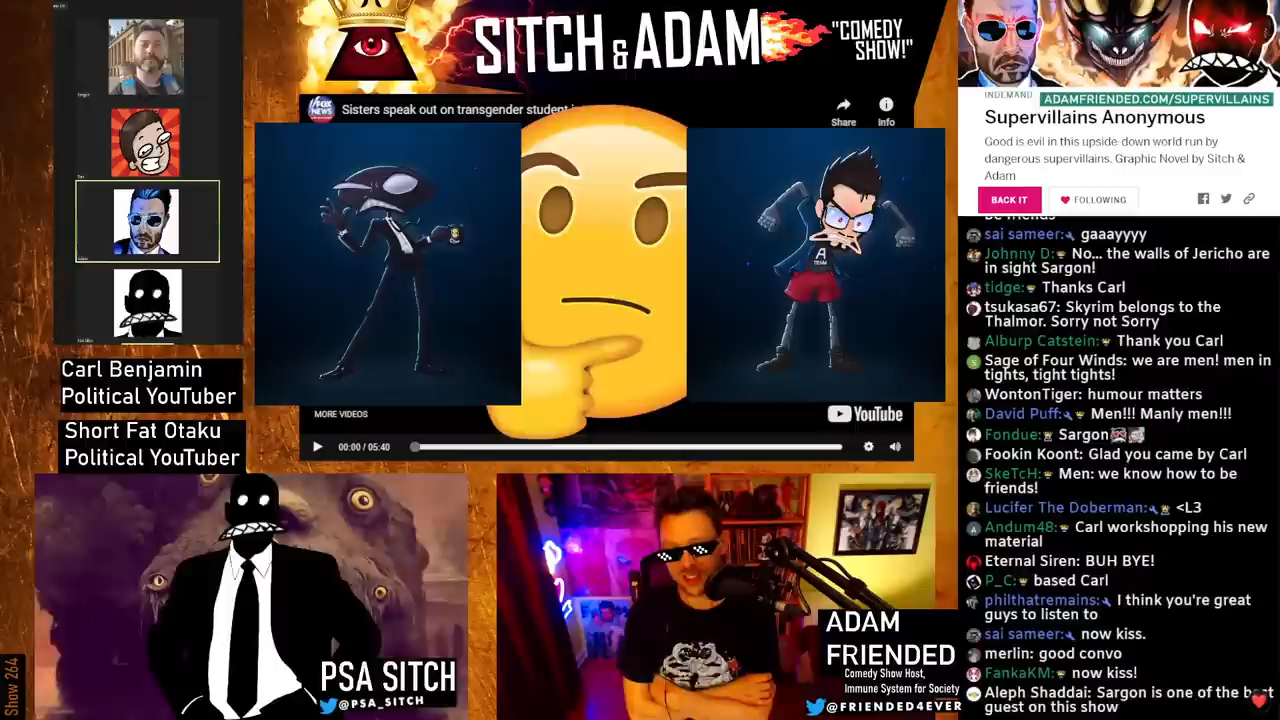 SITCH & ADAM
"COMEDY
SHOW!"
FOX
NEWS
Sisters speak out on transgender student
Share
Info
A
TEAM
MORE VIDEOS
YouTube
00:00 / 05:40
Carl Benjamin
Political YouTuber
Short Fat Otaku
Political YouTuber
PSA SITCH
@PSA_SITCH
ADAM
FRIENDED
Comedy Show Host,
Immune System for Society
@FRIENDED4EVER
Show 264
INDEMAND
ADAMFRIENDED.COM/SUPERVILLAINS
Supervillains Anonymous
Good is evil in this upside-down world run by
dangerous supervillains. Graphic Novel by Sitch &
Adam
BACK IT
FOLLOWING
be friends
sai sameer: gaaayyyy
Johnny D: No... the walls of Jericho are
in sight Sargon!
tidge: Thanks Carl
tsukasa67: Skyrim belongs to the
Thalmor. Sorry not Sorry
Alburp Catstein: Thank you Carl
Sage of Four Winds: we are men! men in
tights, tight tights!
WontonTiger: humour matters
David Puff: Men!!! Manly men!!!
Fondue: Sargon
Fookin Koont: Glad you came by Carl
SkeTcH: Men: we know how to be
friends!
Lucifer The Doberman: <L3
Andum48: Carl workshopping his new
material
Eternal Siren: BUH BYE!
P_C: based Carl
philthatremains: I think you're great
guys to listen to
sai sameer: now kiss.
merlin: good convo
FankaKM: now kiss!
Aleph Shaddai: Sargon is one of the best
guest on this show